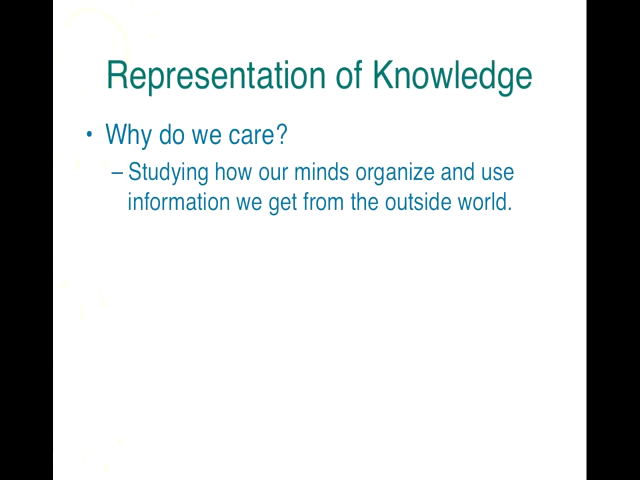 Representation of Knowledge
• Why do we care?
– Studying how our minds organize and use
information we get from the outside world.